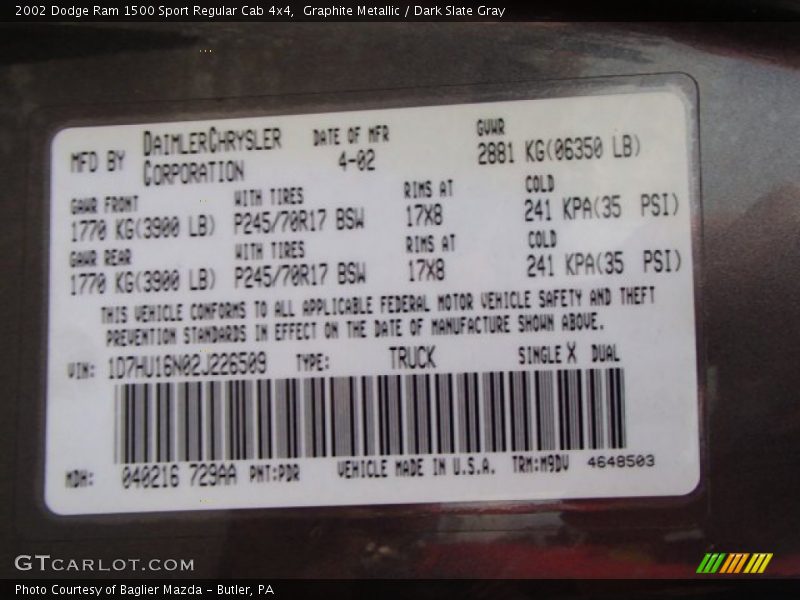 2002 Dodge Ram 1500 Sport Regular Cab 4x4,  Graphite Metallic / Dark Slate Gray
MFD BY DAIMLERCHRYSLER CORPORATION DATE OF MFR 4-02 GVWR 2881 KG(06350 LB)
GAWR FRONT WITH TIRES RIMS AT COLD
1770 KG(3900 LB) P245/70R17 BSW 17X8 241 KPA(35 PSI)
GAWR REAR WITH TIRES RIMS AT COLD
1770 KG(3900 LB) P245/70R17 BSW 17X8 241 KPA(35 PSI)
THIS VEHICLE CONFORMS TO ALL APPLICABLE FEDERAL MOTOR VEHICLE SAFETY AND THEFT
PREVENTION STANDARDS IN EFFECT ON THE DATE OF MANUFACTURE SHOWN ABOVE.
VIN: 1D7HU16N02J226509 TYPE: TRUCK SINGLE X DUAL
MDH: 040216 729AA PNT:PDR VEHICLE MADE IN U.S.A. TRM:M9DV 4648503
GTCARLOT.COM
Photo Courtesy of Baglier Mazda - Butler, PA